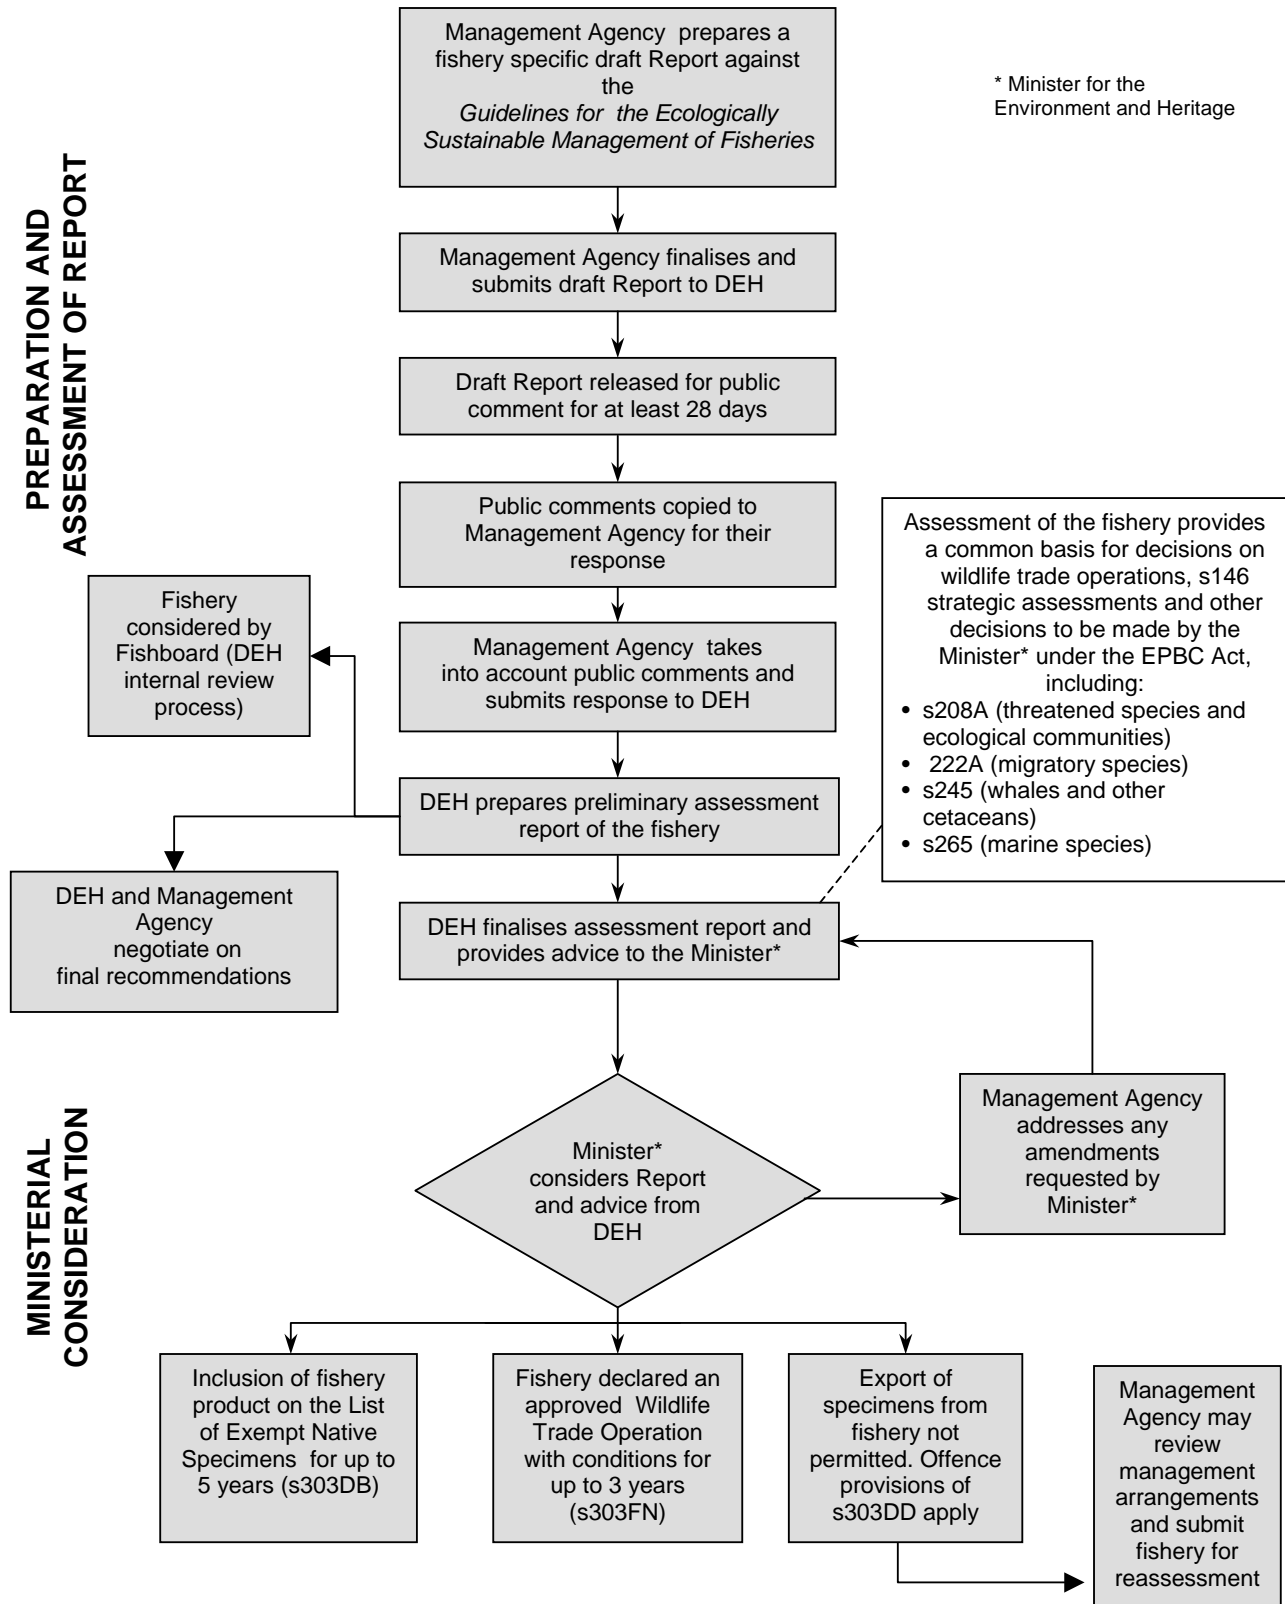 Management Agency prepares a
fishery specific draft Report against
the
Guidelines for the Ecologically
Sustainable Management of Fisheries
* Minister for the
Environment and Heritage
PREPARATION AND
ASSESSMENT OF REPORT
Management Agency finalises and
submits draft Report to DEH
Draft Report released for public
comment for at least 28 days
Public comments copied to
Management Agency for their
response
Assessment of the fishery provides
a common basis for decisions on
wildlife trade operations, s146
strategic assessments and other
decisions to be made by the
Minister* under the EPBC Act,
including:
• s208A (threatened species and
ecological communities)
• 222A (migratory species)
• s245 (whales and other
cetaceans)
• s265 (marine species)
Fishery
considered by
Fishboard (DEH
internal review
process)
Management Agency takes
into account public comments and
submits response to DEH
DEH prepares preliminary assessment
report of the fishery
DEH and Management
Agency
negotiate on
final recommendations
DEH finalises assessment report and
provides advice to the Minister*
MINISTERIAL
CONSIDERATION
Minister*
considers Report
and advice from
DEH
Management Agency
addresses any
amendments
requested by
Minister*
Inclusion of fishery
product on the List
of Exempt Native
Specimens for up to
5 years (s303DB)
Fishery declared an
approved Wildlife
Trade Operation
with conditions for
up to 3 years
(s303FN)
Export of
specimens from
fishery not
permitted. Offence
provisions of
s303DD apply
Management
Agency may
review
management
arrangements
and submit
fishery for
reassessment